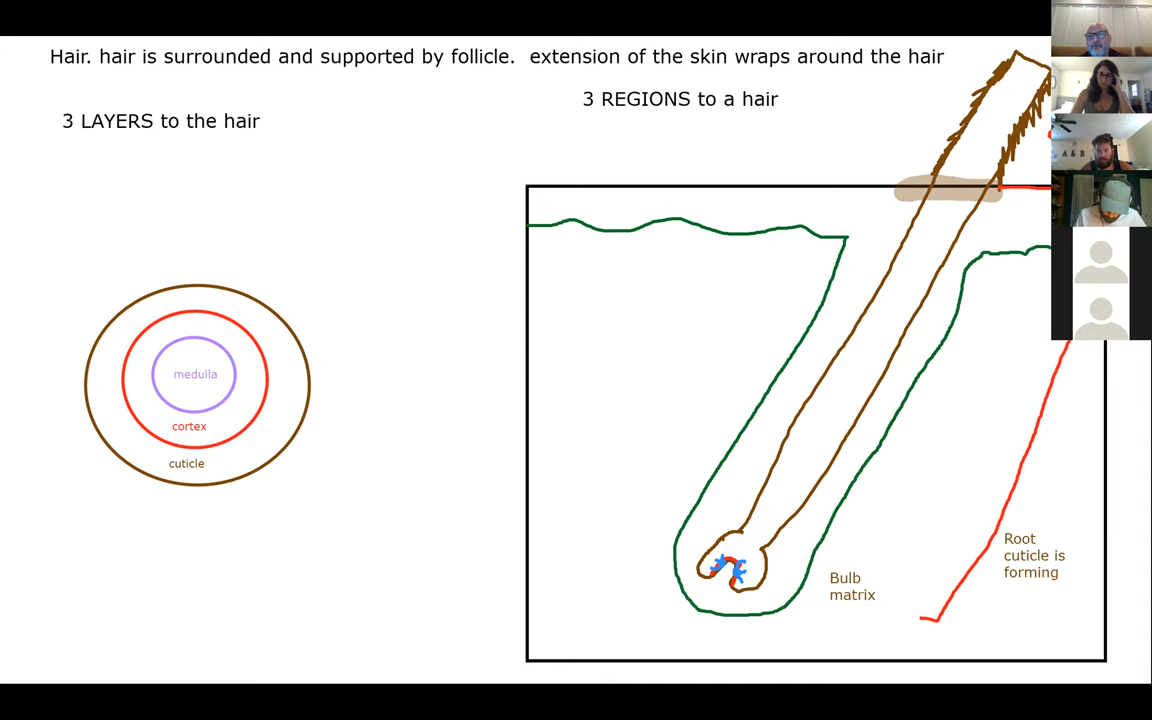 Hair. hair is surrounded and supported by follicle.  extension of the skin wraps around the hair
3 REGIONS to a hair
3 LAYERS to the hair
medulla
cortex
cuticle
Root
cuticle is
forming
Bulb
matrix
A & B